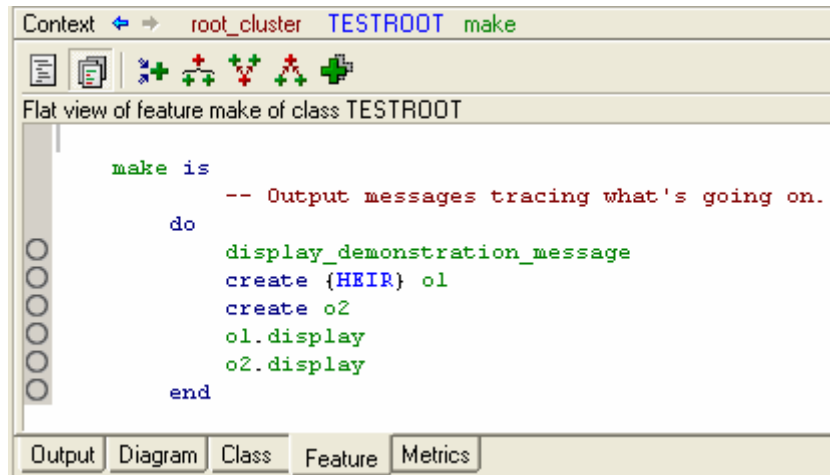 Context root_cluster TESTROOT make
Flat view of feature make of class TESTROOT
make is
-- Output messages tracing what's going on.
do
display_demonstration_message
create {HEIR} o1
create o2
o1.display
o2.display
end
Output Diagram Class Feature Metrics